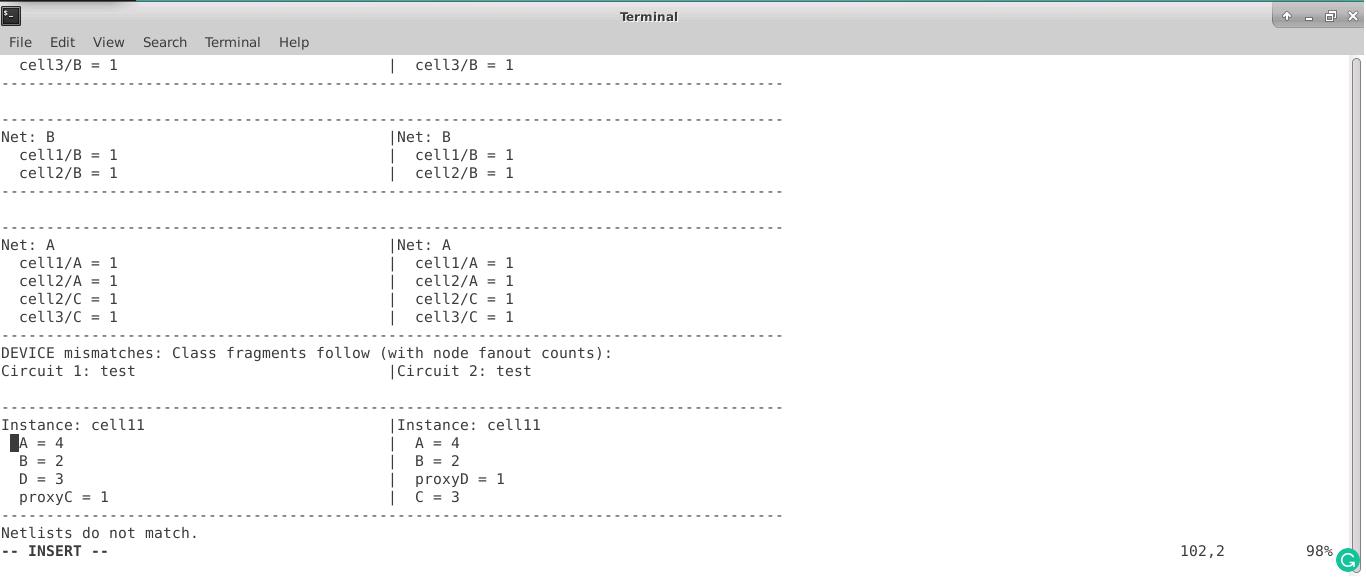 Terminal
File Edit View Search Terminal Help
  cell3/B = 1                              |  cell3/B = 1
---------------------------------------------------------------------------------------
---------------------------------------------------------------------------------------
Net: B                                     |Net: B
  cell1/B = 1                              |  cell1/B = 1
  cell2/B = 1                              |  cell2/B = 1
---------------------------------------------------------------------------------------
---------------------------------------------------------------------------------------
Net: A                                     |Net: A
  cell1/A = 1                              |  cell1/A = 1
  cell2/A = 1                              |  cell2/A = 1
  cell2/C = 1                              |  cell2/C = 1
  cell3/C = 1                              |  cell3/C = 1
---------------------------------------------------------------------------------------
DEVICE mismatches: Class fragments follow (with node fanout counts):
Circuit 1: test                            |Circuit 2: test
---------------------------------------------------------------------------------------
Instance: cell11                           |Instance: cell11
  A = 4                                    |  A = 4
  B = 2                                    |  B = 2
  D = 3                                    |  proxyD = 1
  proxyC = 1                               |  C = 3
---------------------------------------------------------------------------------------
Netlists do not match.
-- INSERT --                    102,2         98%